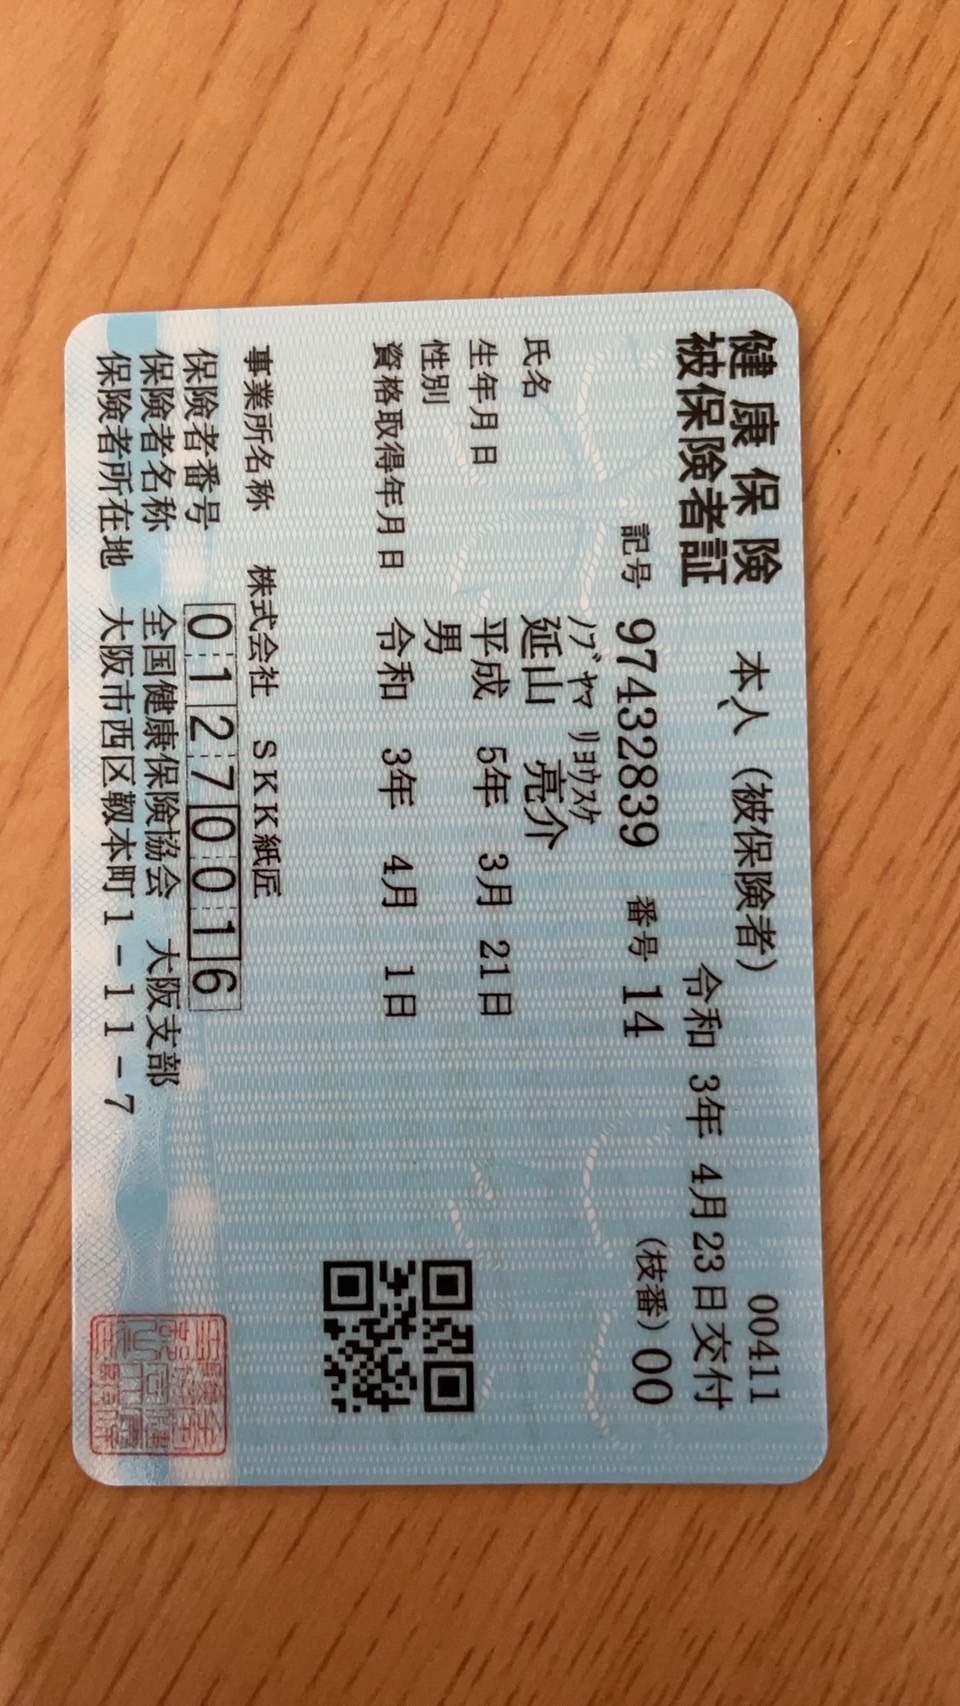 健康保険 本人（被保険者） 00411
被保険者証 令和 3年 4月23日交付
記号 97432839 番号 14 （枝番）00
ﾉﾌﾞﾔﾏ ﾘﾖｳｽｹ
氏名 延山 亮介
生年月日 平成 5年 3月 21日
性別 男
資格取得年月日 令和 3年 4月 1日
事業所名称 株式会社 ＳＫＫ紙匠
保険者番号 01270016
保険者名称 全国健康保険協会 大阪支部
保険者所在地 大阪市西区靱本町１－１１－７